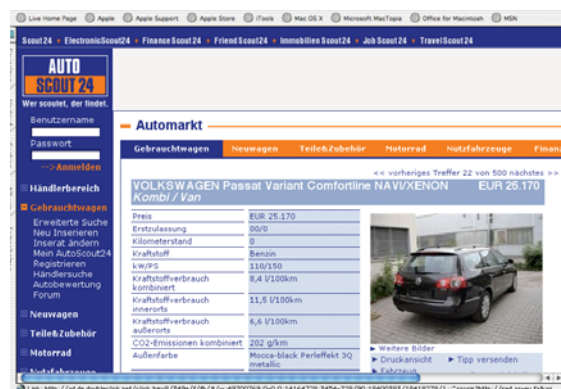 Live Home Page Apple Apple Support Apple Store iTools Mac OS X Microsoft MacTopia Office for Macintosh MSN
Scout24 + ElectronicScout24 + FinanceScout24 + FriendScout24 + ImmobilienScout24 + JobScout24 + TravelScout24
AUTO
SCOUT 24
Wer scoutet, der findet.
Benutzername
Passwort
-->Anmelden
Händlerbereich
Gebrauchtwagen
Erweiterte Suche
Neu Inserieren
Inserat ändern
Mein AutoScout24
Registrieren
Händlersuche
Autobewertung
Forum
Neuwagen
Teile&Zubehör
Motorrad
Nutzfahrzeuge
Automarkt
Gebrauchtwagen Neuwagen Teile&Zubehör Motorrad Nutzfahrzeuge Finan
<< vorheriges Treffer 22 von 500 nächstes >>
VOLKSWAGEN Passat Variant Comfortline NAVI/XENON EUR 25.170
Kombi / Van
Preis EUR 25.170
Erstzulassung 00/0
Kilometerstand 0
Kraftstoff Benzin
kW/PS 110/150
Kraftstoffverbrauch kombiniert 8,4 l/100km
Kraftstoffverbrauch innerorts 11,5 l/100km
Kraftstoffverbrauch außerorts 6,6 l/100km
CO2-Emissionen kombiniert 202 g/km
Außenfarbe Mocca-black Perleffekt 3Q
metallic
Weitere Bilder
Druckansicht Tipp versenden
Fahrzeug